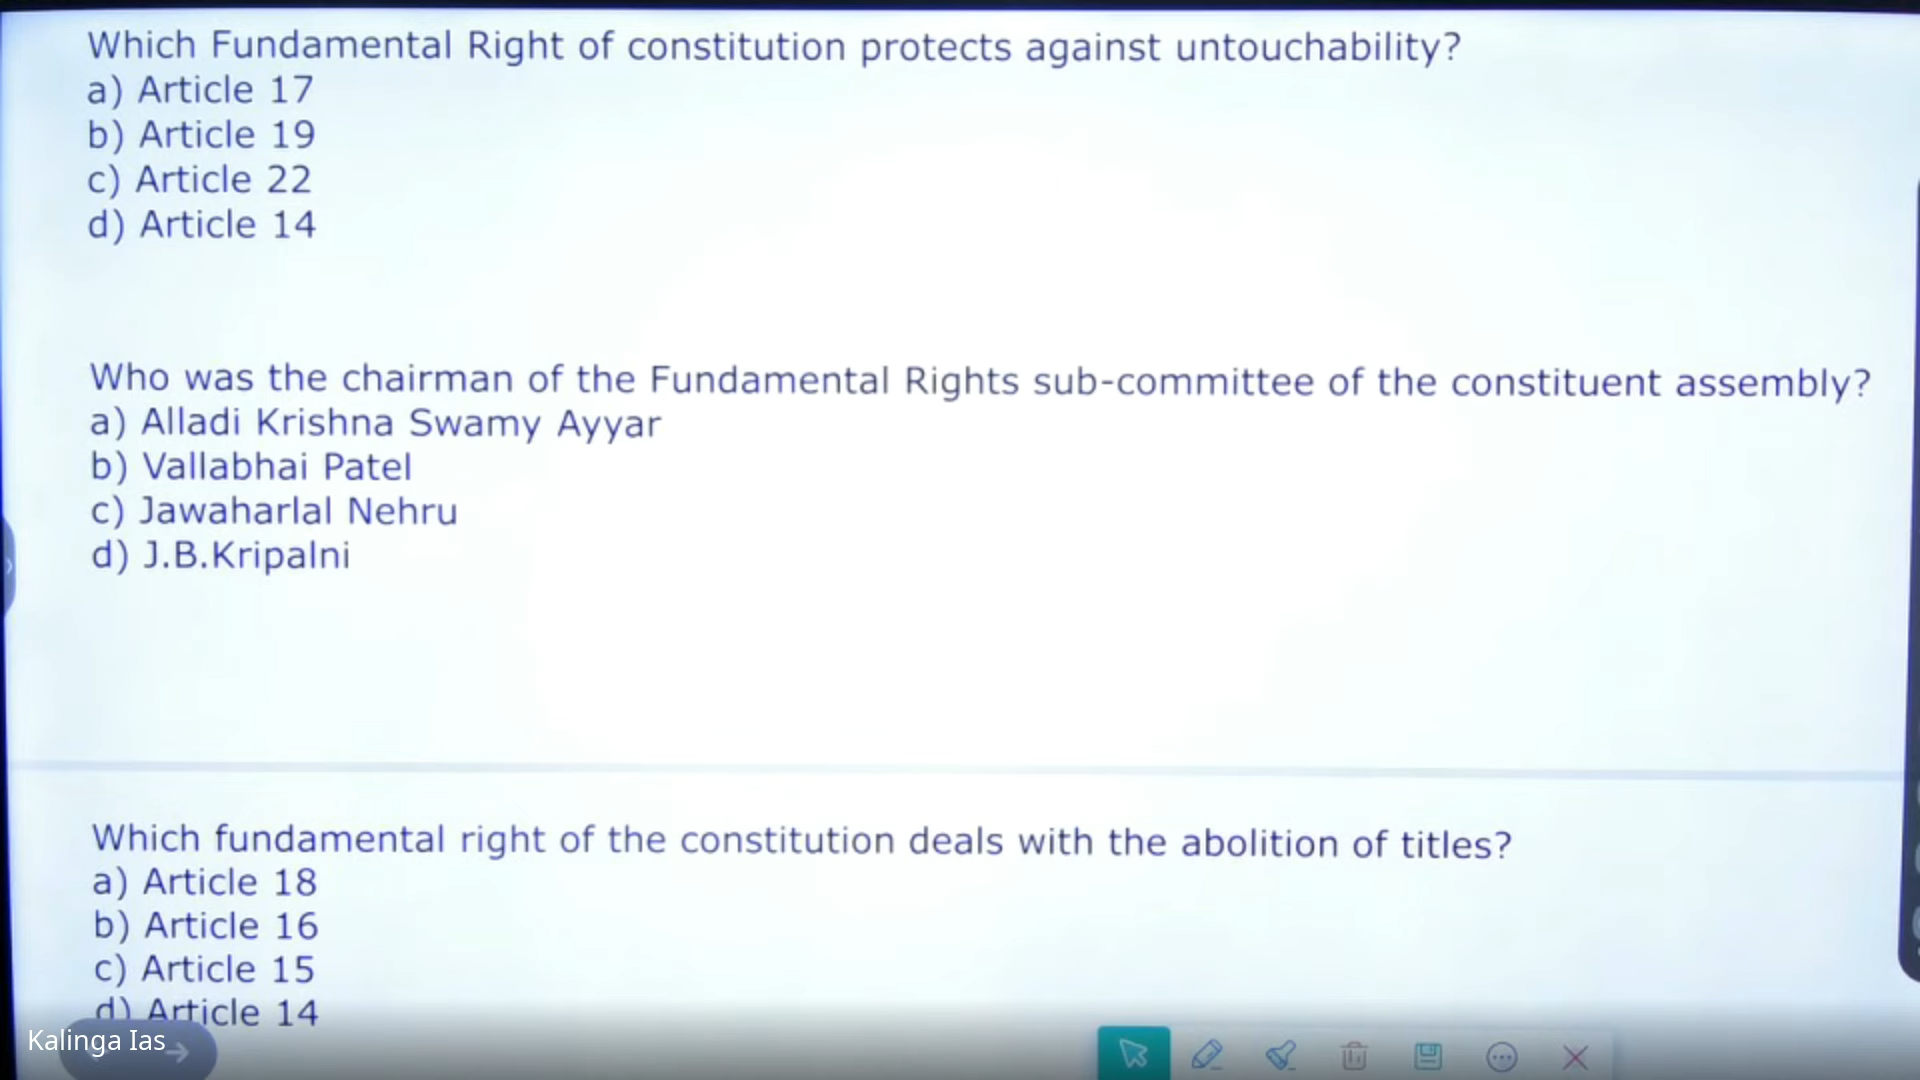 Which Fundamental Right of constitution protects against untouchability?
a) Article 17
b) Article 19
c) Article 22
d) Article 14
Who was the chairman of the Fundamental Rights sub-committee of the constituent assembly?
a) Alladi Krishna Swamy Ayyar
b) Vallabhai Patel
c) Jawaharlal Nehru
d) J.B.Kripalni
Which fundamental right of the constitution deals with the abolition of titles?
a) Article 18
b) Article 16
c) Article 15
d) Article 14
Kalinga Ias